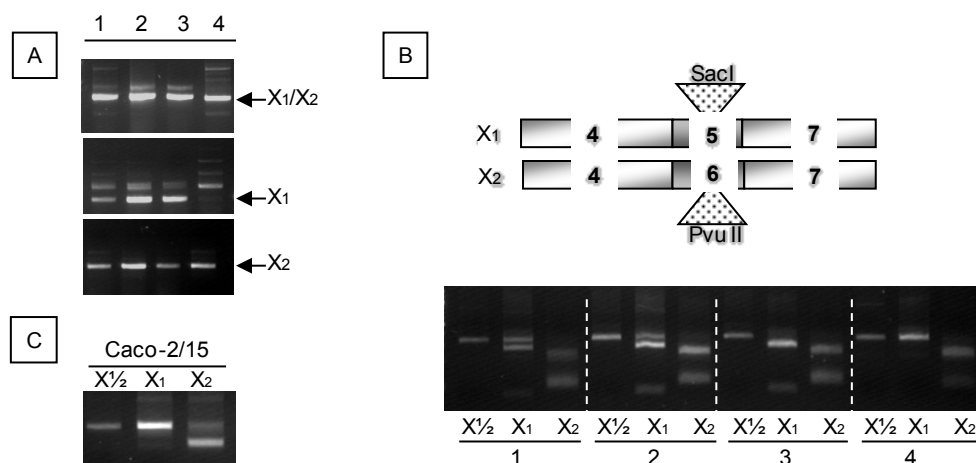 A
1 2 3 4
X1/X2
X1
X2
B
SacI
X1 4 5 7
X2 4 6 7
Pvu II
X½ X1 X2 X½ X1 X2 X½ X1 X2 X½ X1 X2
1 2 3 4
C
Caco-2/15
X½ X1 X2